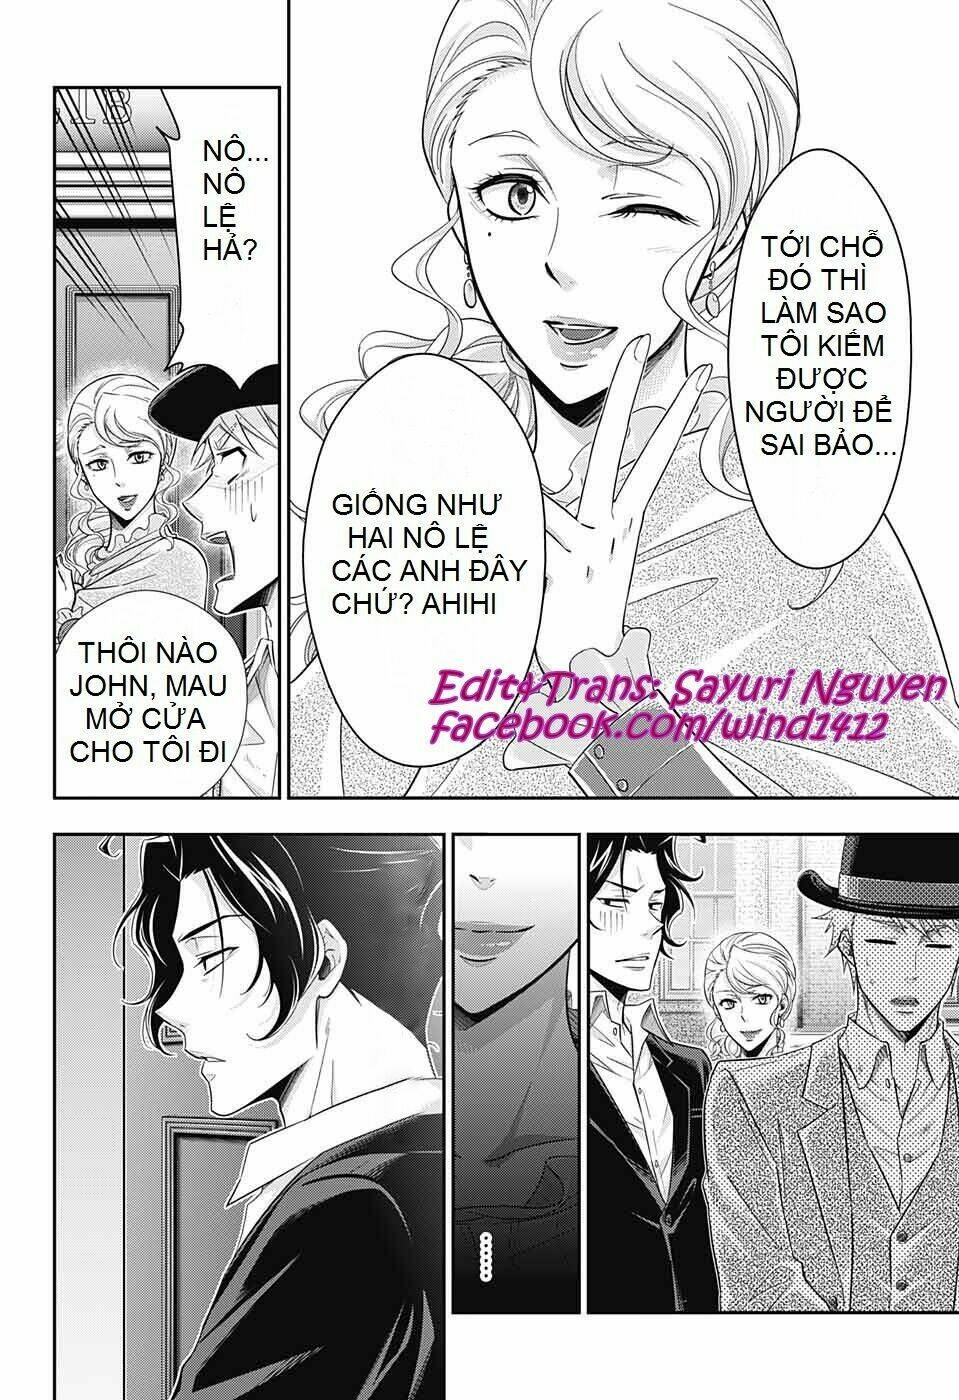 TỚI CHỖ
ĐÓ THÌ
LÀM SAO
TÔI KIẾM
ĐƯỢC
NGƯỜI ĐỂ
SAI BẢO...
GIỐNG NHƯ
HAI NÔ LỆ
CÁC ANH ĐÂY
CHỨ? AHIHI
Edit+Trans: Sayuri Nguyen
facebook.com/wind1412
NÔ...
NÔ
LỆ
HẢ?
THÔI NÀO
JOHN, MAU
MỞ CỬA
CHO TÔI ĐI